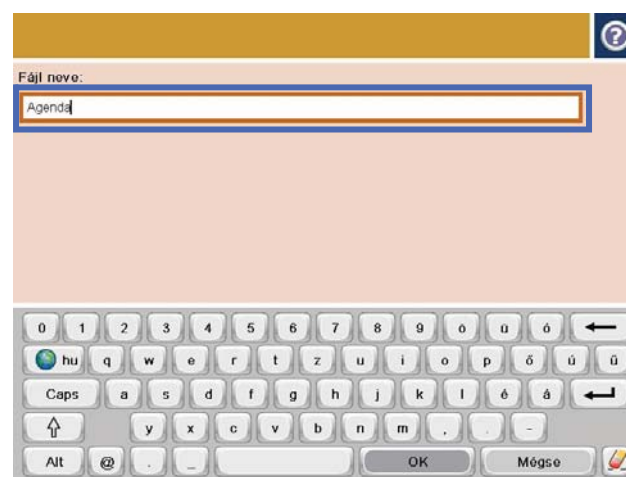 ?
Fájl neve:
Agenda
0 1 2 3 4 5 6 7 8 9 ö ü ó
hu q w e r t z u i o p ő ú ű
Caps a s d f g h j k l é á
y x c v b n m , . -
Alt @ . _ OK Mégse